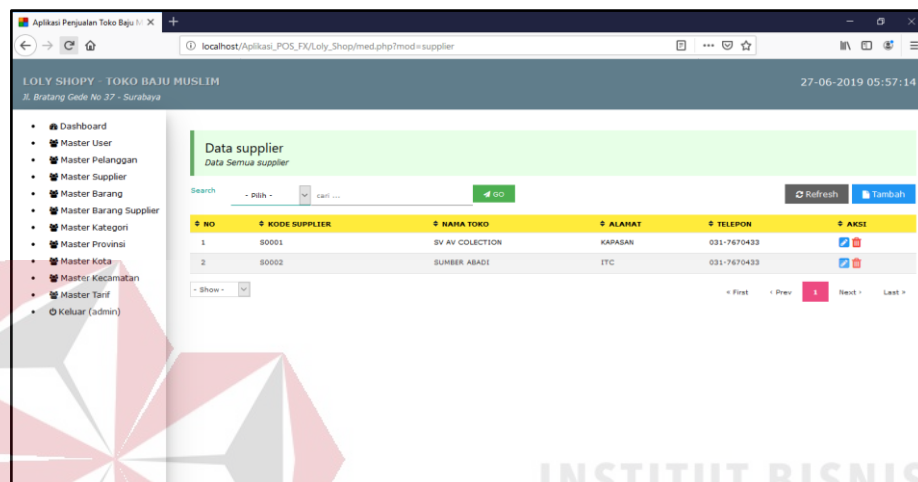 Aplikasi Penjualan Toko Baju M
localhost/Aplikasi_POS_FX/Loly_Shop/med.php?mod=supplier
LOLY SHOPY - TOKO BAJU MUSLIM
Jl. Bratang Gede No 37 - Surabaya
27-06-2019 05:57:14
Dashboard
Master User
Master Pelanggan
Master Supplier
Master Barang
Master Barang Supplier
Master Kategori
Master Provinsi
Master Kota
Master Kecamatan
Master Tarif
Keluar (admin)
Data supplier
Data Semua supplier
Search - Pilih - cari .... GO Refresh Tambah
NO KODE SUPPLIER NAMA TOKO ALAMAT TELEPON AKSI
1 S0001 SV AV COLECTION KAPASAN 031-7670433
2 S0002 SUMBER ABADI ITC 031-7670433
- Show - « First ‹ Prev 1 Next › Last »
INSTITUT BISNIS